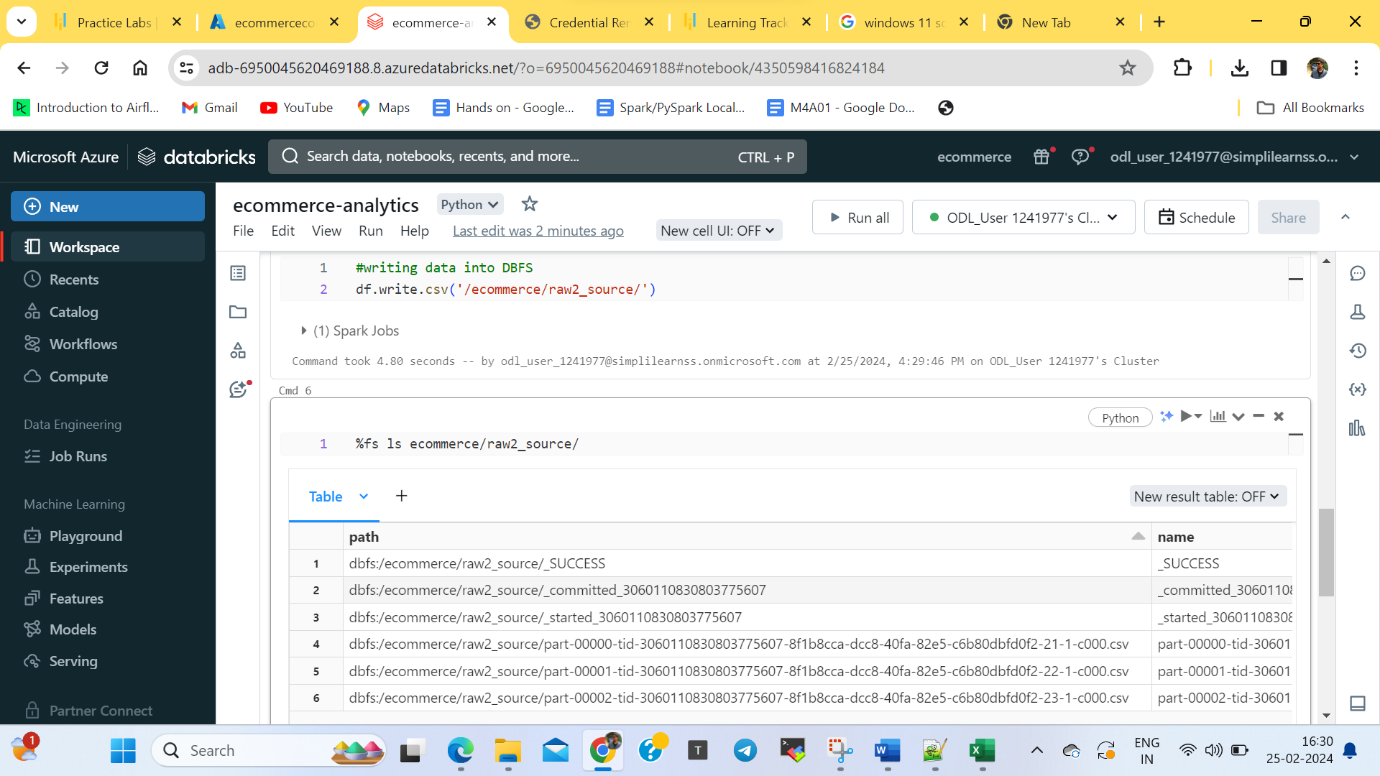 Practice Labs
ecommerceco
ecommerce-a
Credential Re
Learning Track
windows 11 sc
New Tab
adb-6950045620469188.8.azuredatabricks.net/?o=6950045620469188#notebook/4350598416824184
Introduction to Airfl...
Gmail
YouTube
Maps
Hands on - Google...
Spark/PySpark Local...
M4A01 - Google Do...
All Bookmarks
Microsoft Azure
databricks
Search data, notebooks, recents, and more...
CTRL + P
ecommerce
odl_user_1241977@simplilearnss.o...
New
Workspace
Recents
Catalog
Workflows
Compute
Data Engineering
Job Runs
Machine Learning
Playground
Experiments
Features
Models
Serving
Partner Connect
ecommerce-analytics
Python
File Edit View Run Help Last edit was 2 minutes ago
New cell UI: OFF
Run all
ODL_User 1241977's Cl...
Schedule
Share
1 #writing data into DBFS
2 df.write.csv('/ecommerce/raw2_source/')
(1) Spark Jobs
Command took 4.80 seconds -- by odl_user_1241977@simplilearnss.onmicrosoft.com at 2/25/2024, 4:29:46 PM on ODL_User 1241977's Cluster
Cmd 6
Python
1 %fs ls ecommerce/raw2_source/
Table
New result table: OFF
path name
1 dbfs:/ecommerce/raw2_source/_SUCCESS _SUCCESS
2 dbfs:/ecommerce/raw2_source/_committed_3060110830803775607 _committed_30601108
3 dbfs:/ecommerce/raw2_source/_started_3060110830803775607 _started_30601108308
4 dbfs:/ecommerce/raw2_source/part-00000-tid-3060110830803775607-8f1b8cca-dcc8-40fa-82e5-c6b80dbfd0f2-21-1-c000.csv part-00000-tid-30601
5 dbfs:/ecommerce/raw2_source/part-00001-tid-3060110830803775607-8f1b8cca-dcc8-40fa-82e5-c6b80dbfd0f2-22-1-c000.csv part-00001-tid-30601
6 dbfs:/ecommerce/raw2_source/part-00002-tid-3060110830803775607-8f1b8cca-dcc8-40fa-82e5-c6b80dbfd0f2-23-1-c000.csv part-00002-tid-30601
1
Search
T
ENG
IN
16:30
25-02-2024